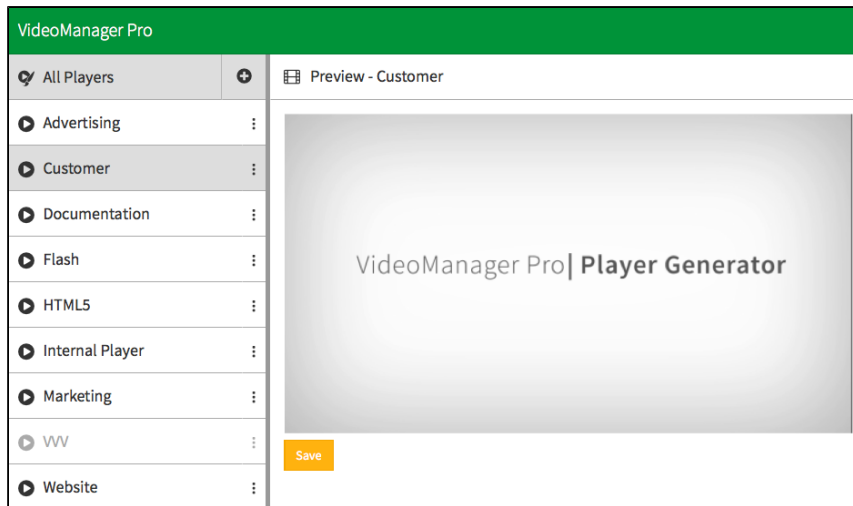 VideoManager Pro
All Players
Preview - Customer
Advertising
Customer
Documentation
Flash
HTML5
Internal Player
Marketing
VVV
Website
VideoManager Pro| Player Generator
Save